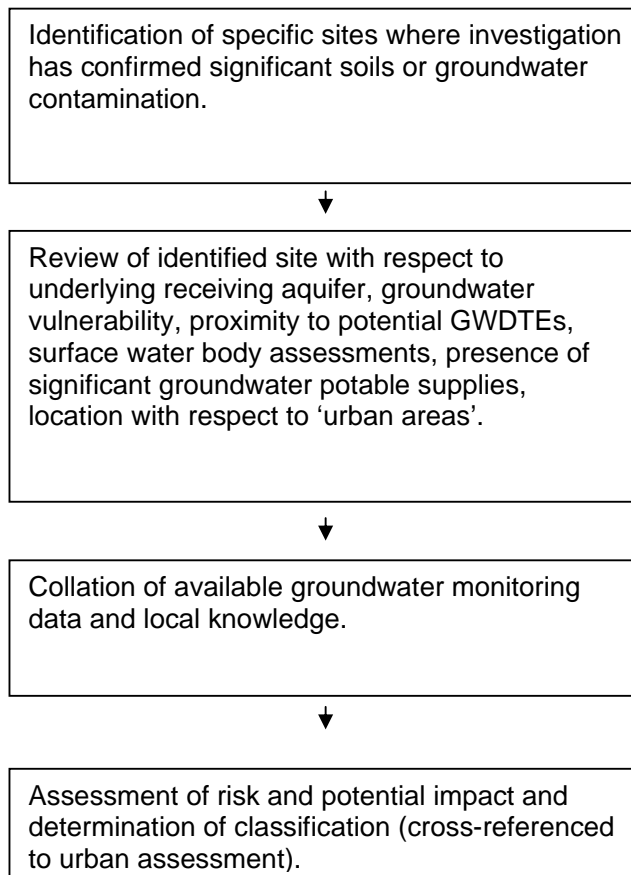 Identification of specific sites where investigation
has confirmed significant soils or groundwater
contamination.
Review of identified site with respect to
underlying receiving aquifer, groundwater
vulnerability, proximity to potential GWDTEs,
surface water body assessments, presence of
significant groundwater potable supplies,
location with respect to ‘urban areas’.
Collation of available groundwater monitoring
data and local knowledge.
Assessment of risk and potential impact and
determination of classification (cross-referenced
to urban assessment).